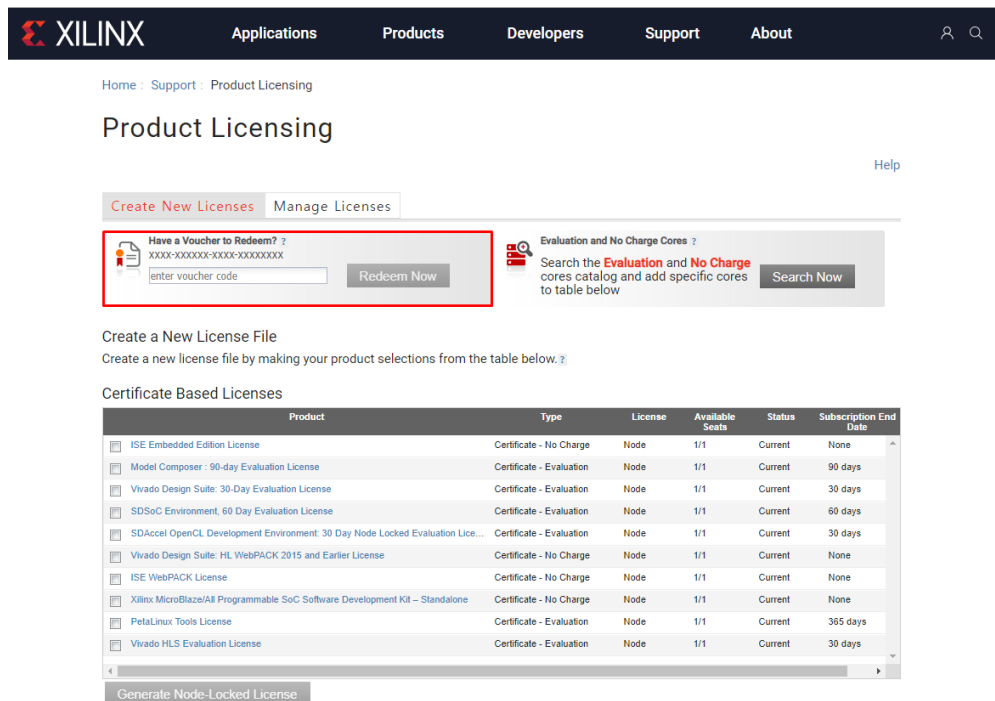 XILINX Applications Products Developers Support About
Home : Support : Product Licensing
Product Licensing
Help
Create New Licenses Manage Licenses
Have a Voucher to Redeem? ?
XXXX-XXXXXX-XXXX-XXXXXXXX
enter voucher code
Redeem Now
Evaluation and No Charge Cores ?
Search the Evaluation and No Charge
cores catalog and add specific cores
to table below
Search Now
Create a New License File
Create a new license file by making your product selections from the table below. ?
Certificate Based Licenses
Product Type License Available Seats Status Subscription End Date
ISE Embedded Edition License Certificate - No Charge Node 1/1 Current None
Model Composer : 90-day Evaluation License Certificate - Evaluation Node 1/1 Current 90 days
Vivado Design Suite: 30-Day Evaluation License Certificate - Evaluation Node 1/1 Current 30 days
SDSoC Environment, 60 Day Evaluation License Certificate - Evaluation Node 1/1 Current 60 days
SDAccel OpenCL Development Environment: 30 Day Node Locked Evaluation Lice... Certificate - Evaluation Node 1/1 Current 30 days
Vivado Design Suite: HL WebPACK 2015 and Earlier License Certificate - No Charge Node 1/1 Current None
ISE WebPACK License Certificate - No Charge Node 1/1 Current None
Xilinx MicroBlaze/All Programmable SoC Software Development Kit – Standalone Certificate - No Charge Node 1/1 Current None
PetaLinux Tools License Certificate - Evaluation Node 1/1 Current 365 days
Vivado HLS Evaluation License Certificate - Evaluation Node 1/1 Current 30 days
Generate Node-Locked License